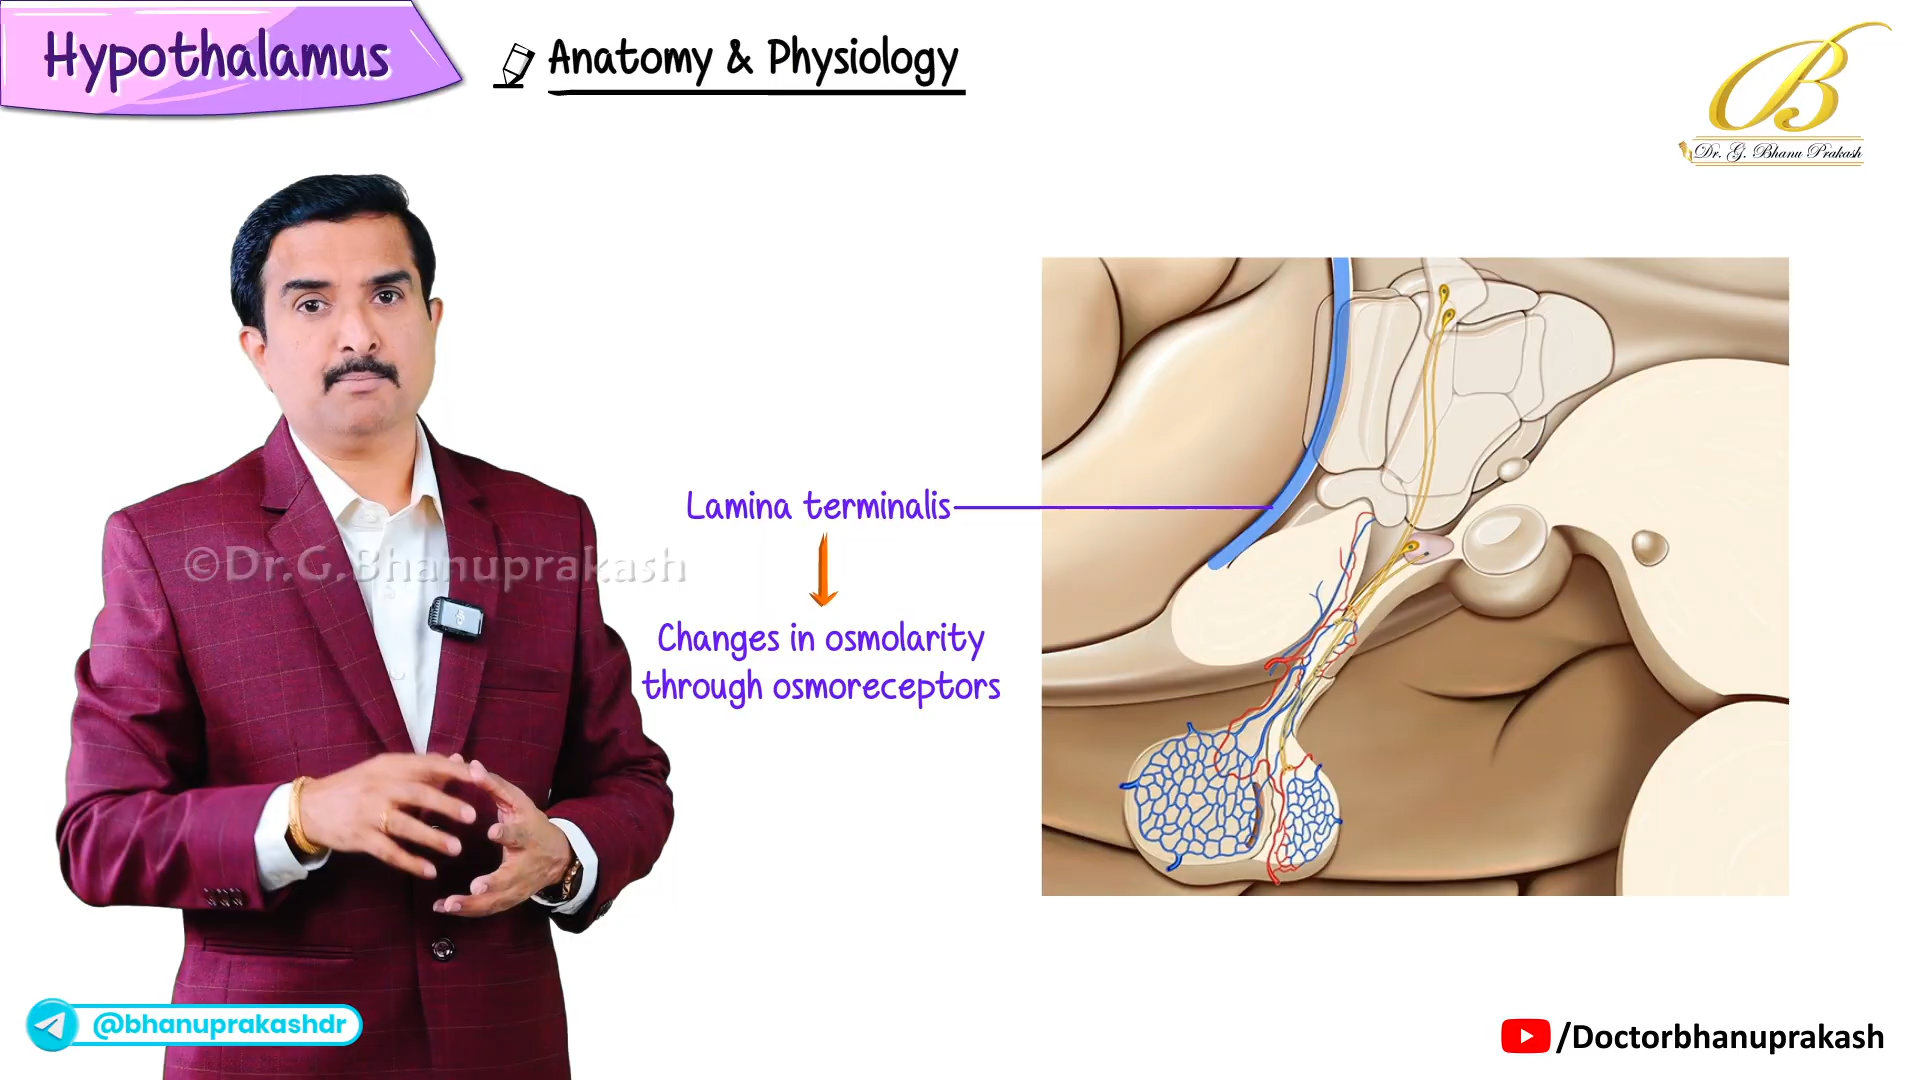 Hypothalamus
Anatomy & Physiology
B
Dr. G. Bhanu Prakash
Lamina terminalis
©Dr.G.Bhanuprakash
Changes in osmolarity
through osmoreceptors
@bhanuprakashdr
/Doctorbhanuprakash